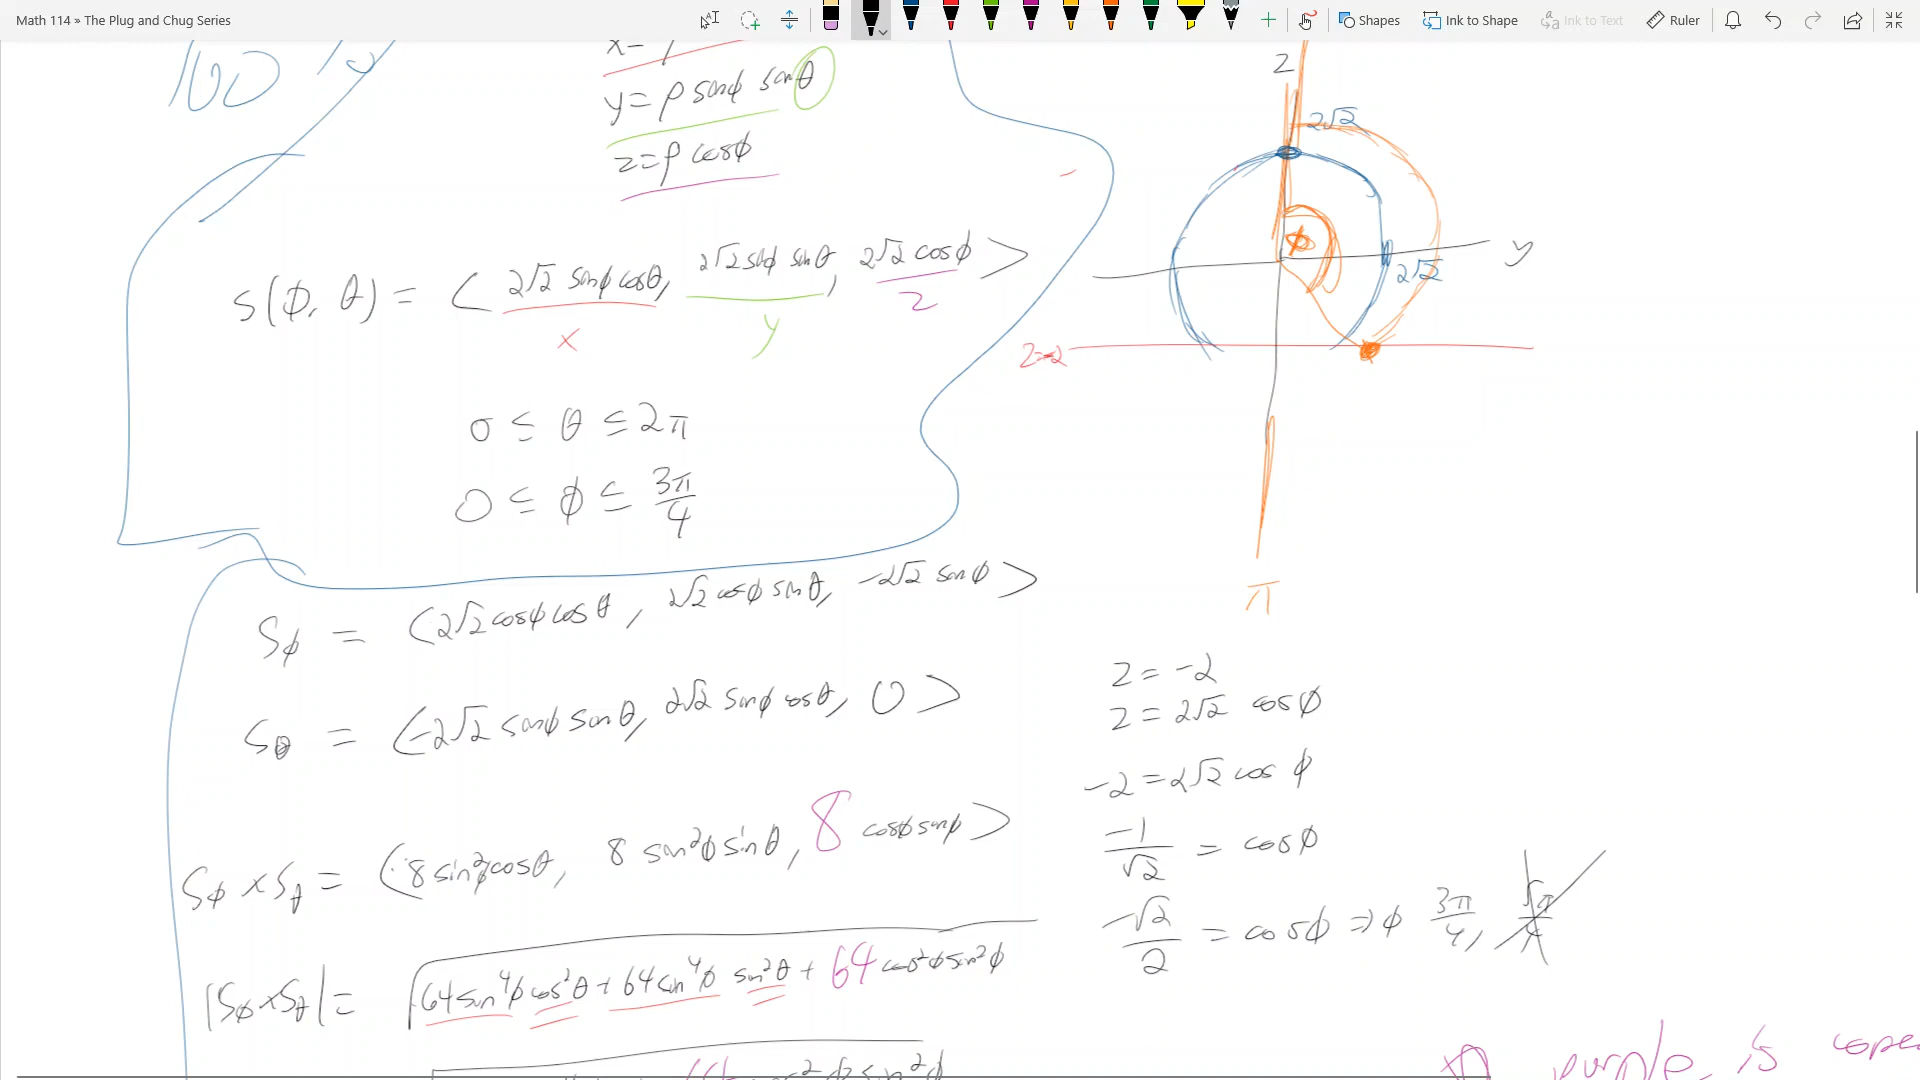 Math 114 » The Plug and Chug Series
Shapes
Ink to Shape
Ink to Text
Ruler
100
x=
y= ρ sinϕ sinθ
z=ρ cosϕ
S(ϕ, θ) = < 2√2 sinϕ cosθ, 2√2 sinϕ sinθ, 2√2 cosϕ >
x
y
z
0 ≤ θ ≤ 2π
0 ≤ ϕ ≤ 3π/4
z
2√2
ϕ
y
2√2
z=-2
π
Sϕ = <2√2 cosϕ cosθ, 2√2 cosϕ sinθ, -2√2 sinϕ>
Sθ = <-2√2 sinϕ sinθ, 2√2 sinϕ cosθ, 0>
Sϕ × Sθ = <8 sin²ϕ cosθ, 8 sin²ϕ sinθ, 8 cosϕ sinϕ>
|Sϕ × Sθ| = √64 sin⁴ϕ cos²θ + 64 sin⁴ϕ sin²θ + 64 cos²ϕ sin²ϕ
z = -2
z = 2√2 cosϕ
-2 = 2√2 cos ϕ
-1/√2 = cosϕ
-√2/2 = cosϕ ⇒ ϕ 3π/4, 5π/4
purple is